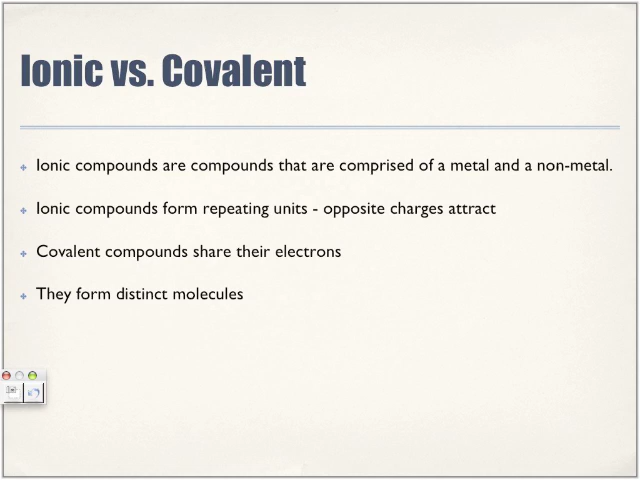 Ionic vs. Covalent
Ionic compounds are compounds that are comprised of a metal and a non-metal.
Ionic compounds form repeating units - opposite charges attract
Covalent compounds share their electrons
They form distinct molecules